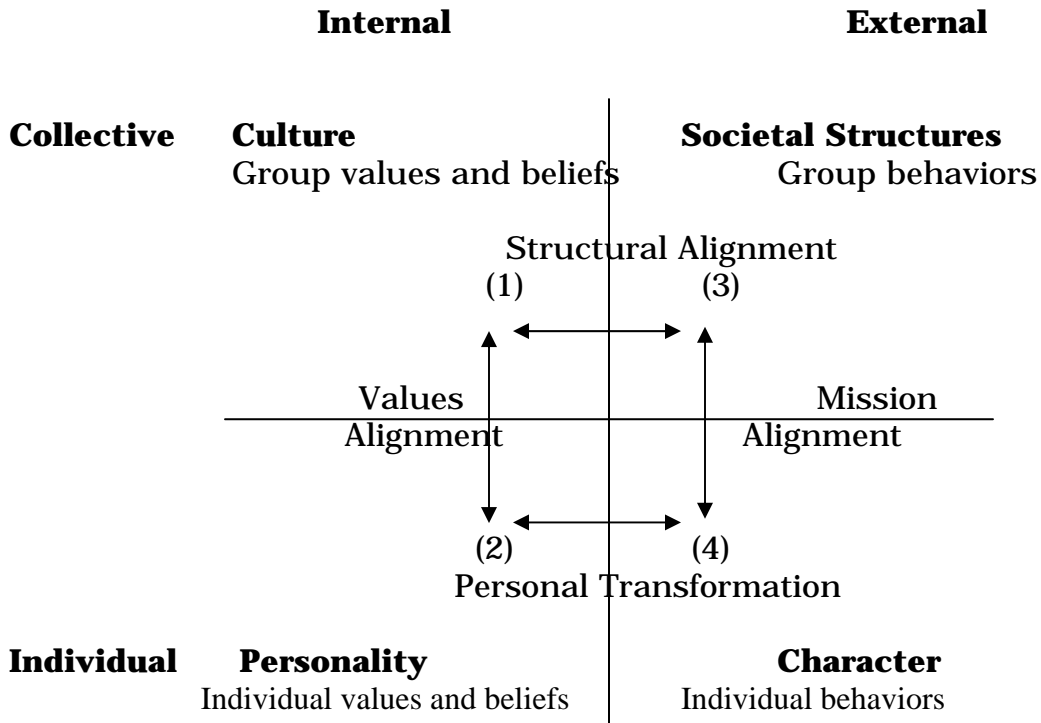 Internal External
Collective Culture Societal Structures
Group values and beliefs Group behaviors
Structural Alignment
(1) (3)
Values Mission
Alignment Alignment
(2) (4)
Personal Transformation
Individual Personality Character
Individual values and beliefs Individual behaviors